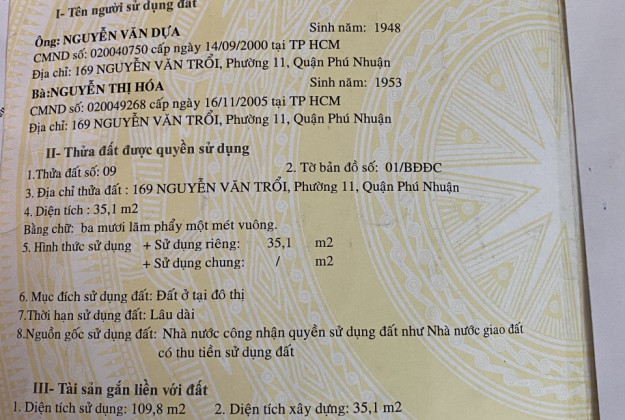 I- Tên người sử dụng đất
Ông: NGUYỄN VĂN DỰA Sinh năm: 1948
CMND số: 020040750 cấp ngày 14/09/2000 tại TP HCM
Địa chỉ: 169 NGUYỄN VĂN TRỔI, Phường 11, Quận Phú Nhuận
Bà:NGUYỄN THỊ HÓA Sinh năm: 1953
CMND số: 020049268 cấp ngày 16/11/2005 tại TP HCM
Địa chỉ: 169 NGUYỄN VĂN TRỔI, Phường 11, Quận Phú Nhuận
II- Thửa đất được quyền sử dụng
1.Thửa đất số: 09 2. Tờ bản đồ số: 01/BĐĐC
3. Địa chỉ thửa đất : 169 NGUYỄN VĂN TRỔI, Phường 11, Quận Phú Nhuận
4. Diện tích : 35,1 m2
Bằng chữ: ba mươi lăm phẩy một mét vuông.
5. Hình thức sử dụng + Sử dụng riêng: 35,1 m2
+ Sử dụng chung: / m2
6. Mục đích sử dụng đất: Đất ở tại đô thị
7.Thời hạn sử dụng đất: Lâu dài
8.Nguồn gốc sử dụng đất: Nhà nước công nhận quyền sử dụng đất như Nhà nước giao đất
có thu tiền sử dụng đất
III- Tài sản gắn liền với đất
1. Diện tích sử dụng: 109,8 m2 2. Diện tích xây dựng: 35,1 m2